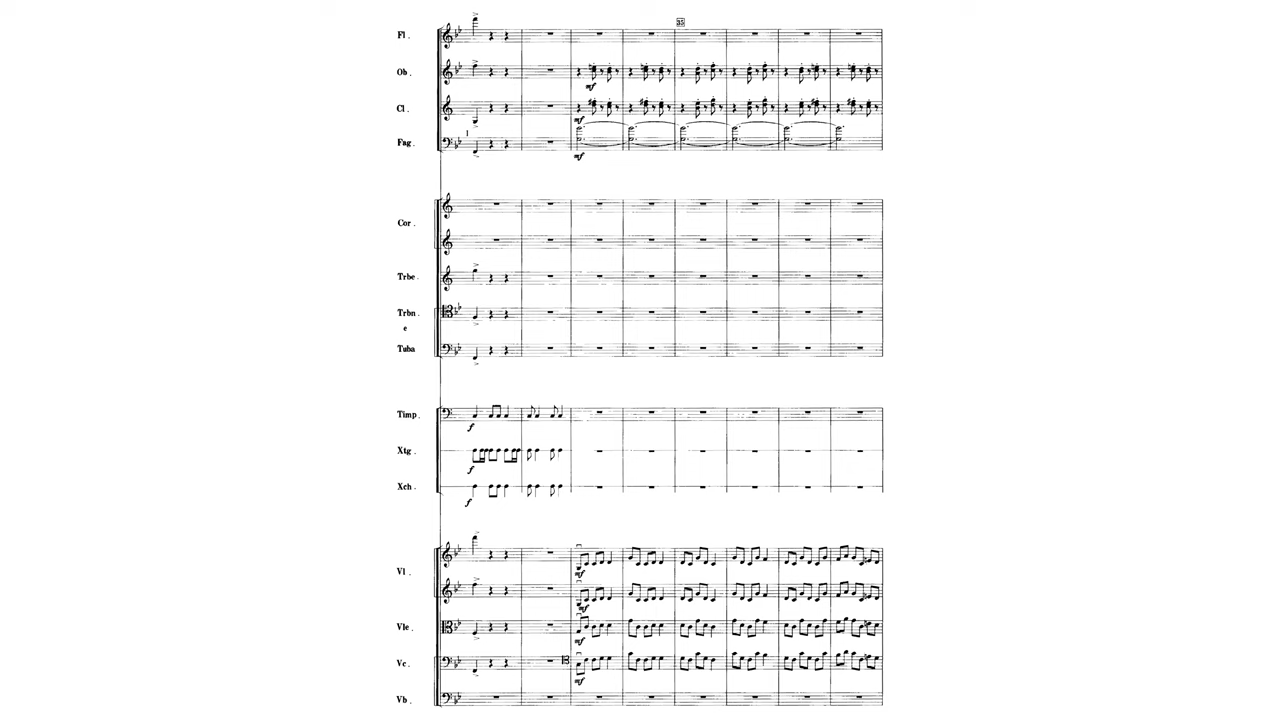 35
Fl.
Ob.
mf
Cl.
mf
I
Fag.
mf
Cor.
Trbe.
Trbn.
e
Tuba
Timp.
f
Xtg.
f
Xch.
f
Vl.
mf
mf
Vle.
mf
Vc.
mf
Vb.